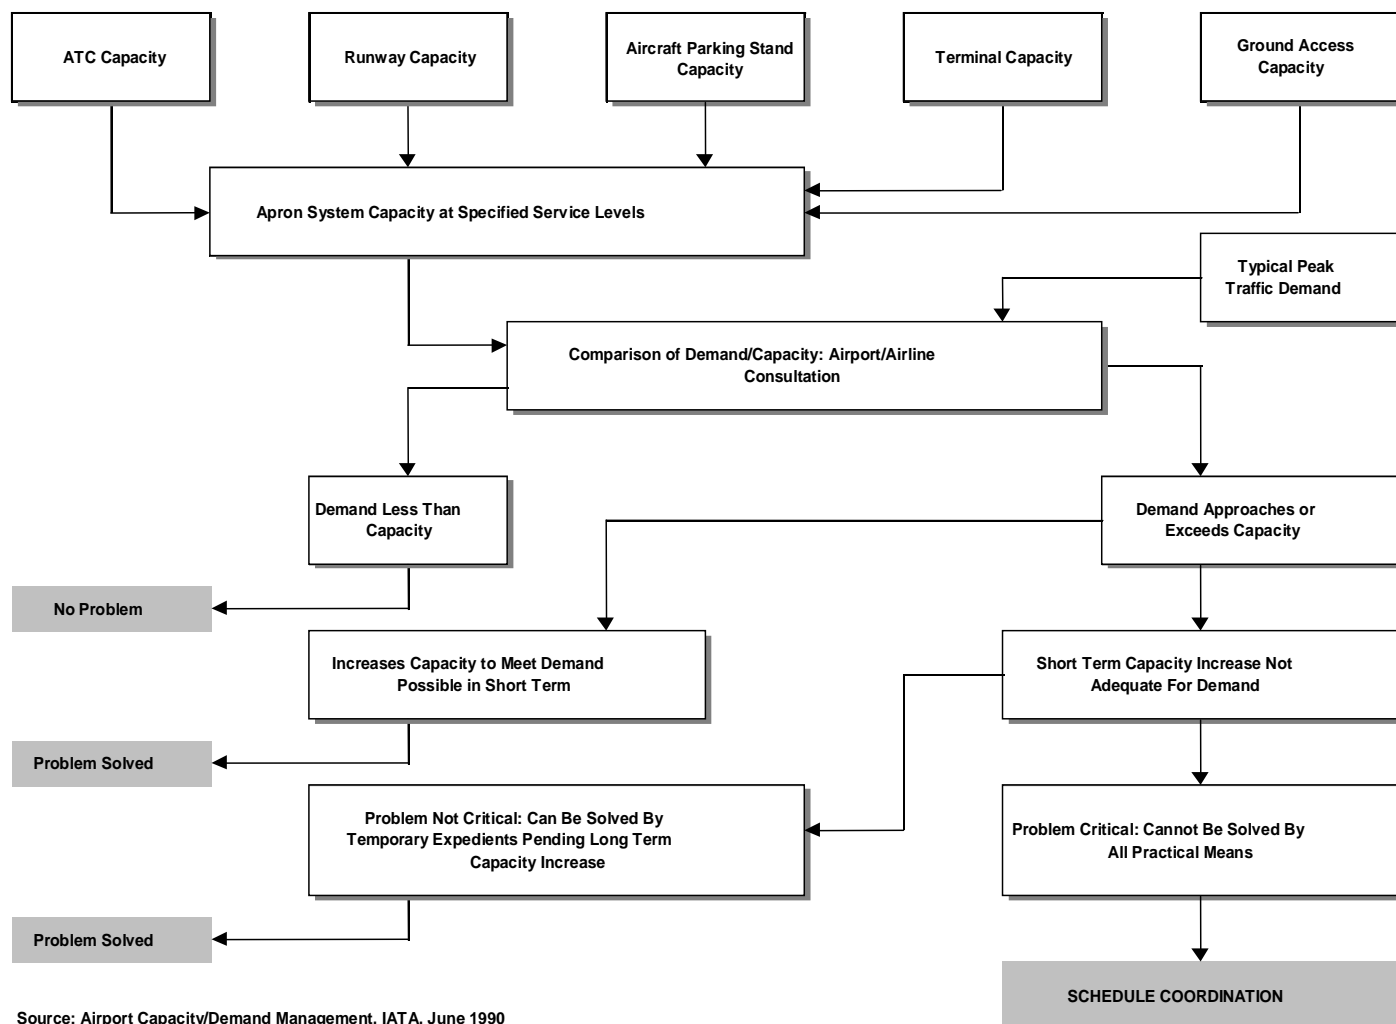 ATC Capacity
Runway Capacity
Aircraft Parking Stand
Capacity
Terminal Capacity
Ground Access
Capacity
Apron System Capacity at Specified Service Levels
Typical Peak
Traffic Demand
Comparison of Demand/Capacity: Airport/Airline
Consultation
Demand Less Than
Capacity
Demand Approaches or
Exceeds Capacity
No Problem
Increases Capacity to Meet Demand
Possible in Short Term
Short Term Capacity Increase Not
Adequate For Demand
Problem Solved
Problem Not Critical: Can Be Solved By
Temporary Expedients Pending Long Term
Capacity Increase
Problem Critical: Cannot Be Solved By
All Practical Means
Problem Solved
SCHEDULE COORDINATION
Source: Airport Capacity/Demand Management, IATA, June 1990